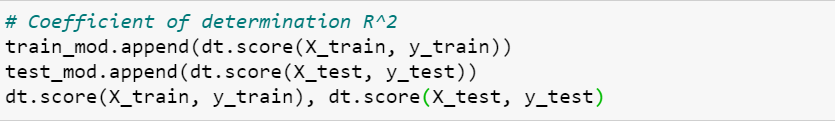 # Coefficient of determination R^2
train_mod.append(dt.score(X_train, y_train))
test_mod.append(dt.score(X_test, y_test))
dt.score(X_train, y_train), dt.score(X_test, y_test)